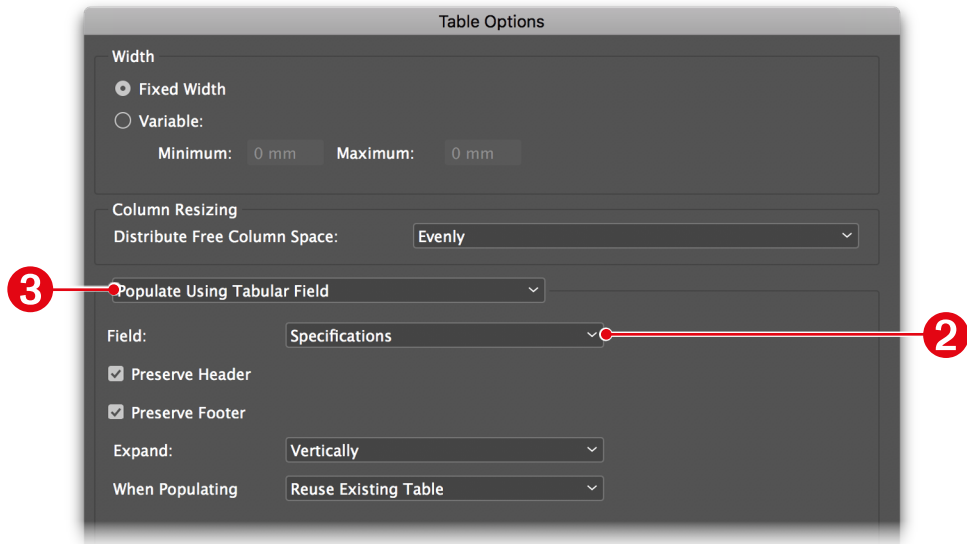 Table Options
Width
Fixed Width
Variable:
Minimum: 0 mm Maximum: 0 mm
Column Resizing
Distribute Free Column Space: Evenly
3 Populate Using Tabular Field
Field: Specifications 2
Preserve Header
Preserve Footer
Expand: Vertically
When Populating Reuse Existing Table